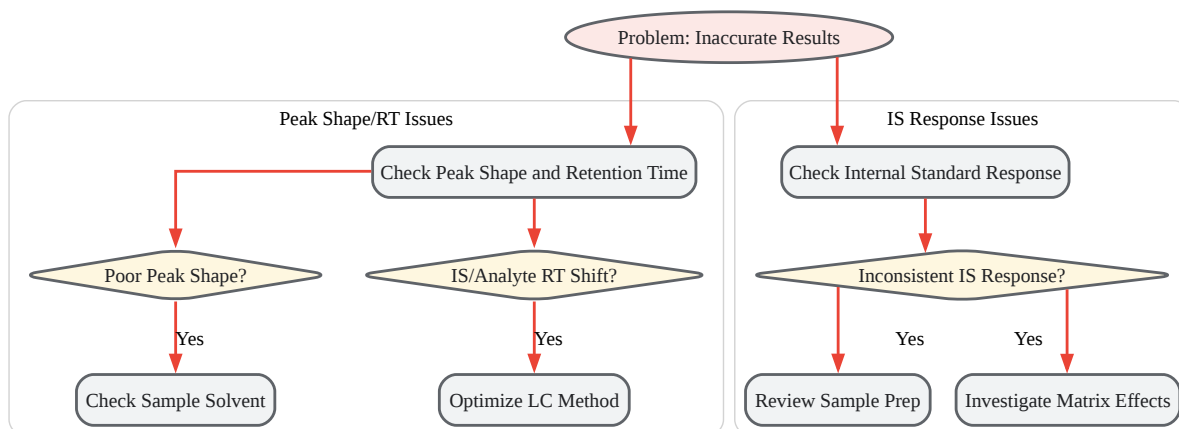 Problem: Inaccurate Results
Peak Shape/RT Issues
IS Response Issues
Check Peak Shape and Retention Time
Check Internal Standard Response
Poor Peak Shape?
IS/Analyte RT Shift?
Inconsistent IS Response?
Yes
Yes
Yes
Yes
Check Sample Solvent
Optimize LC Method
Review Sample Prep
Investigate Matrix Effects